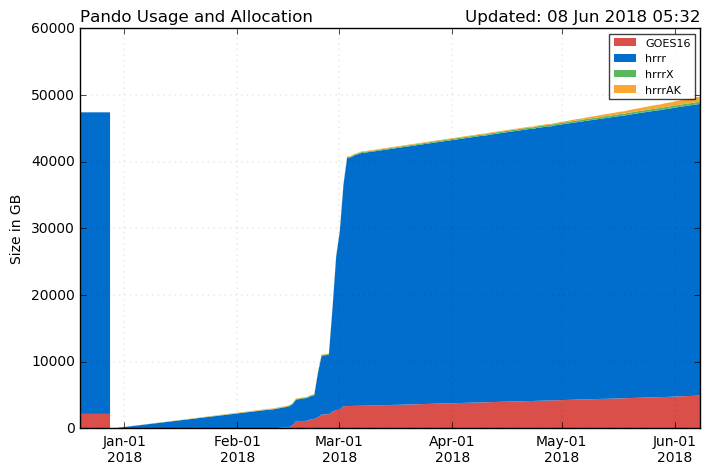 Pando Usage and Allocation
Updated: 08 Jun 2018 05:32
60000
50000
40000
30000
20000
10000
0
Size in GB
GOES16
hrrr
hrrrX
hrrrAK
Jan-01
2018
Feb-01
2018
Mar-01
2018
Apr-01
2018
May-01
2018
Jun-01
2018